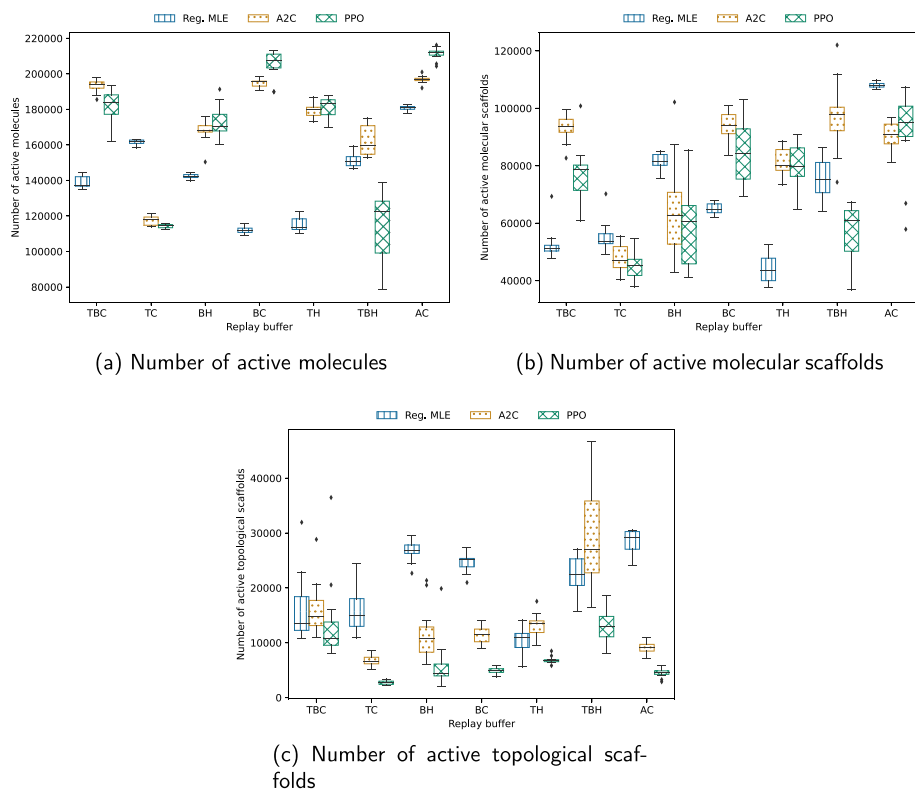 Reg. MLE A2C PPO
220000
200000
180000
160000
140000
120000
100000
80000
Number of active molecules
TBC TC BH BC TH TBH AC
Replay buffer
(a) Number of active molecules
Reg. MLE A2C PPO
120000
100000
80000
60000
40000
Number of active molecular scaffolds
TBC TC BH BC TH TBH AC
Replay buffer
(b) Number of active molecular scaffolds
Reg. MLE A2C PPO
40000
30000
20000
10000
0
Number of active topological scaffolds
TBC TC BH BC TH TBH AC
Replay buffer
(c) Number of active topological scaf-
folds